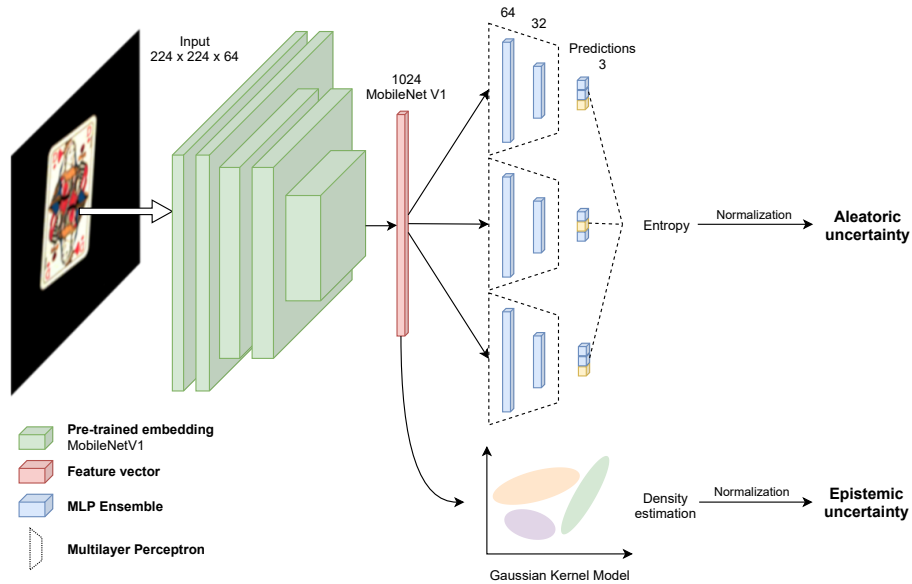 Input
224 x 224 x 64
1024
MobileNet V1
64
32
Predictions
3
Entropy
Normalization
Aleatoric
uncertainty
Pre-trained embedding
MobileNetV1
Feature vector
MLP Ensemble
Multilayer Perceptron
Density
estimation
Normalization
Epistemic
uncertainty
Gaussian Kernel Model